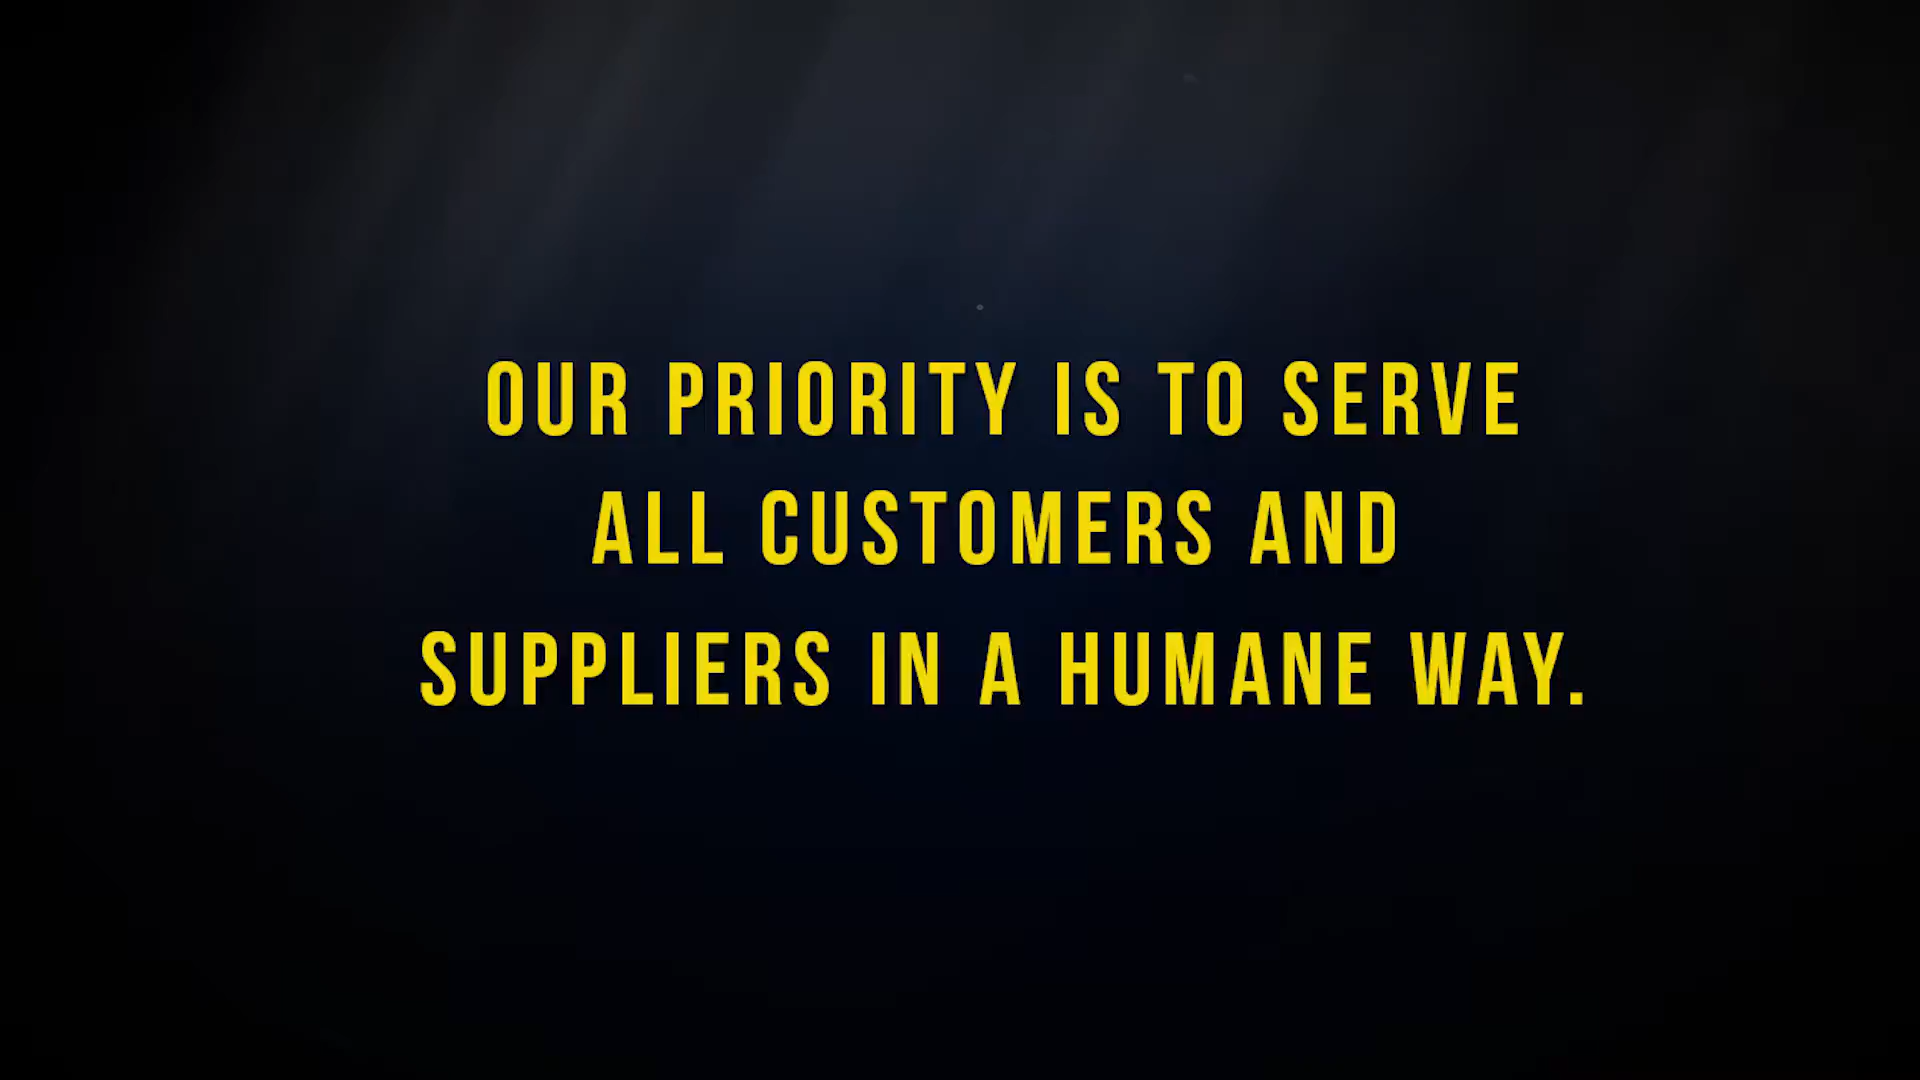 OUR PRIORITY IS TO SERVE
ALL CUSTOMERS AND
SUPPLIERS IN A HUMANE WAY.